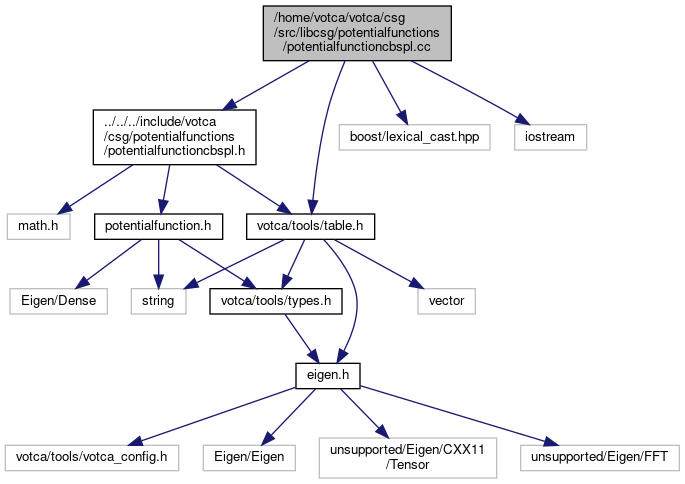 /home/votca/votca/csg
/src/libcsg/potentialfunctions
/potentialfunctioncbspl.cc
../../../include/votca
/csg/potentialfunctions
/potentialfunctioncbspl.h
boost/lexical_cast.hpp
iostream
math.h
potentialfunction.h
votca/tools/table.h
Eigen/Dense
string
votca/tools/types.h
vector
eigen.h
votca/tools/votca_config.h
Eigen/Eigen
unsupported/Eigen/CXX11
/Tensor
unsupported/Eigen/FFT